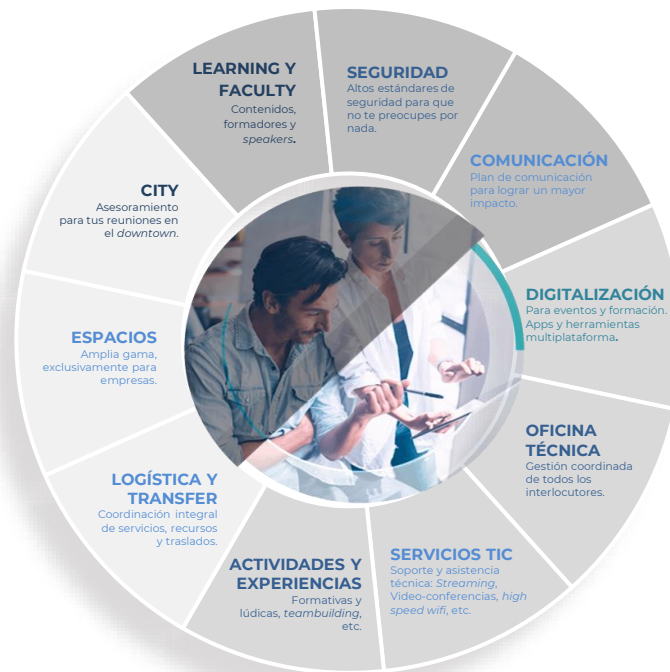 LEARNING Y
FACULTY
Contenidos,
formadores y
speakers.
SEGURIDAD
Altos estándares de
seguridad para que
no te preocupes por
nada.
COMUNICACIÓN
Plan de comunicación
para lograr un mayor
impacto.
DIGITALIZACIÓN
Para eventos y formación.
Apps y herramientas
multiplataforma.
OFICINA
TÉCNICA
Gestión coordinada
de todos los
interlocutores.
SERVICIOS TIC
Soporte y asistencia
técnica: Streaming,
Video-conferencias, high
speed wifi, etc.
ACTIVIDADES Y
EXPERIENCIAS
Formativas y
lúdicas, teambuilding,
etc.
LOGÍSTICA Y
TRANSFER
Coordinación integral
de servicios, recursos
y traslados.
ESPACIOS
Amplia gama,
exclusivamente para
empresas.
CITY
Asesoramiento
para tus reuniones en
el downtown.